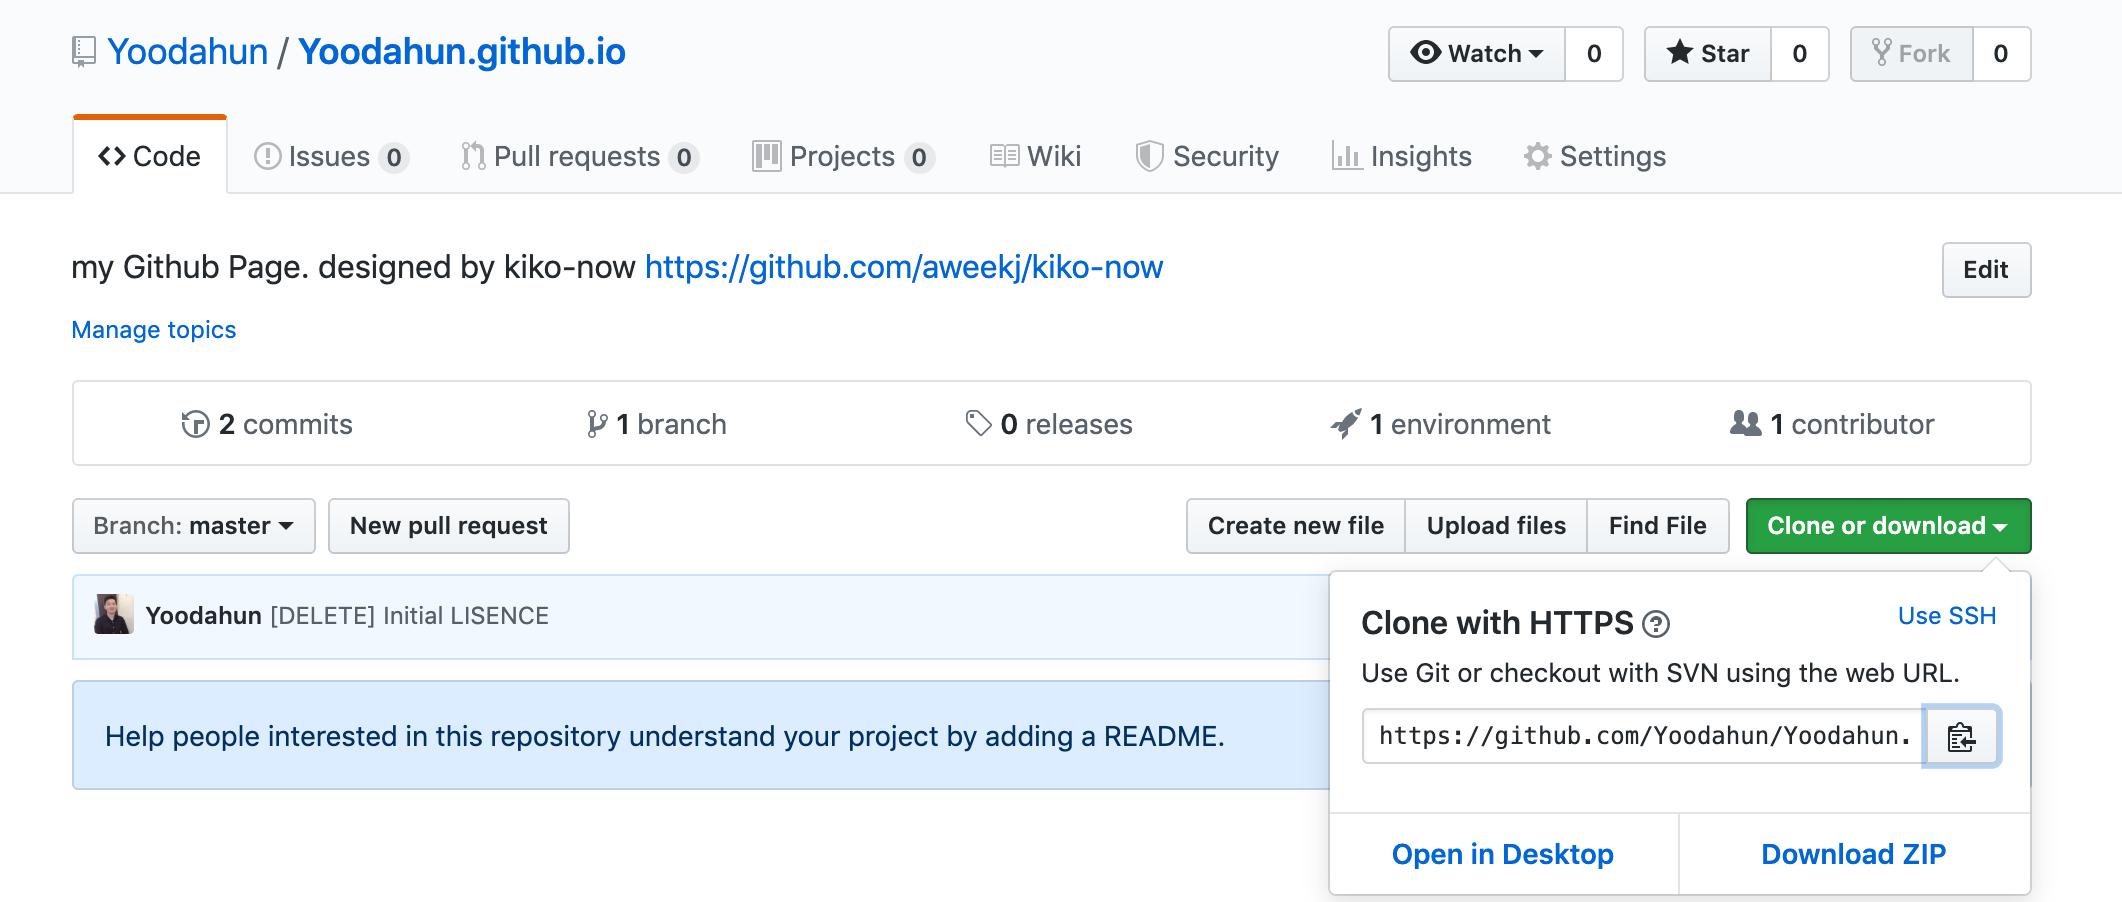 Yoodahun / Yoodahun.github.io
Watch 0 Star 0 Fork 0
Code Issues 0 Pull requests 0 Projects 0 Wiki Security Insights Settings
my Github Page. designed by kiko-now https://github.com/aweekj/kiko-now
Edit
Manage topics
2 commits 1 branch 0 releases 1 environment 1 contributor
Branch: master New pull request Create new file Upload files Find File Clone or download
Yoodahun [DELETE] Initial LISENCE
Help people interested in this repository understand your project by adding a README.
Clone with HTTPS ? Use SSH
Use Git or checkout with SVN using the web URL.
https://github.com/Yoodahun/Yoodahun.
Open in Desktop Download ZIP